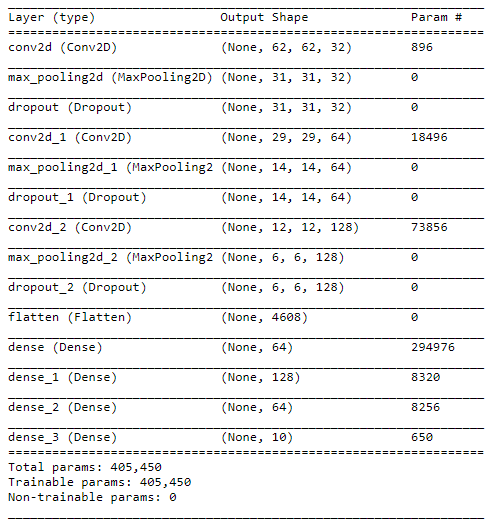 Layer (type) Output Shape Param #
conv2d (Conv2D) (None, 62, 62, 32) 896
max_pooling2d (MaxPooling2D) (None, 31, 31, 32) 0
dropout (Dropout) (None, 31, 31, 32) 0
conv2d_1 (Conv2D) (None, 29, 29, 64) 18496
max_pooling2d_1 (MaxPooling2 (None, 14, 14, 64) 0
dropout_1 (Dropout) (None, 14, 14, 64) 0
conv2d_2 (Conv2D) (None, 12, 12, 128) 73856
max_pooling2d_2 (MaxPooling2 (None, 6, 6, 128) 0
dropout_2 (Dropout) (None, 6, 6, 128) 0
flatten (Flatten) (None, 4608) 0
dense (Dense) (None, 64) 294976
dense_1 (Dense) (None, 128) 8320
dense_2 (Dense) (None, 64) 8256
dense_3 (Dense) (None, 10) 650
Total params: 405,450
Trainable params: 405,450
Non-trainable params: 0